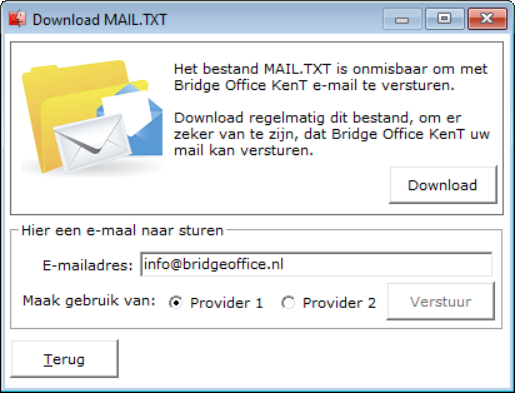 Download MAIL.TXT
Het bestand MAIL.TXT is onmisbaar om met
Bridge Office KenT e-mail te versturen.
Download regelmatig dit bestand, om er
zeker van te zijn, dat Bridge Office KenT uw
mail kan versturen.
Download
Hier een e-maal naar sturen
E-mailadres: info@bridgeoffice.nl
Maak gebruik van: Provider 1 Provider 2 Verstuur
Terug